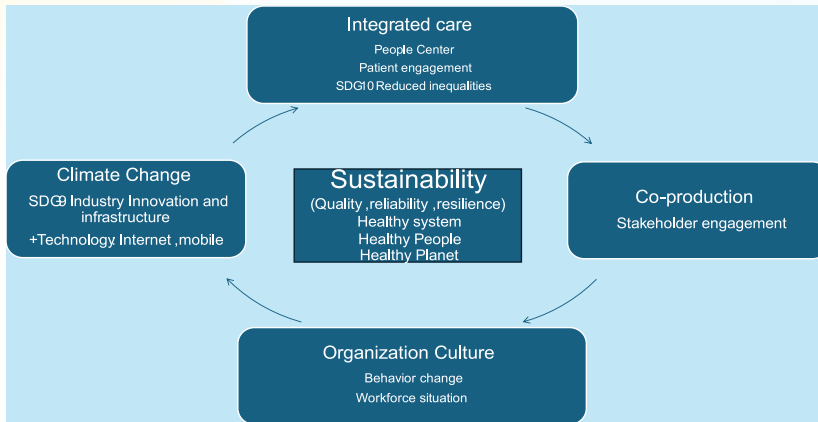 Integrated care
People Center
Patient engagement
SDG10 Reduced inequalities
Climate Change
SDG9 Industry Innovation and
infrastructure
+Technology. Internet ,mobile
Sustainability
(Quality ,reliability ,resilience)
Healthy system
Healthy People
Healthy Planet
Co-production
Stakeholder engagement
Organization Culture
Behavior change
Workforce situation